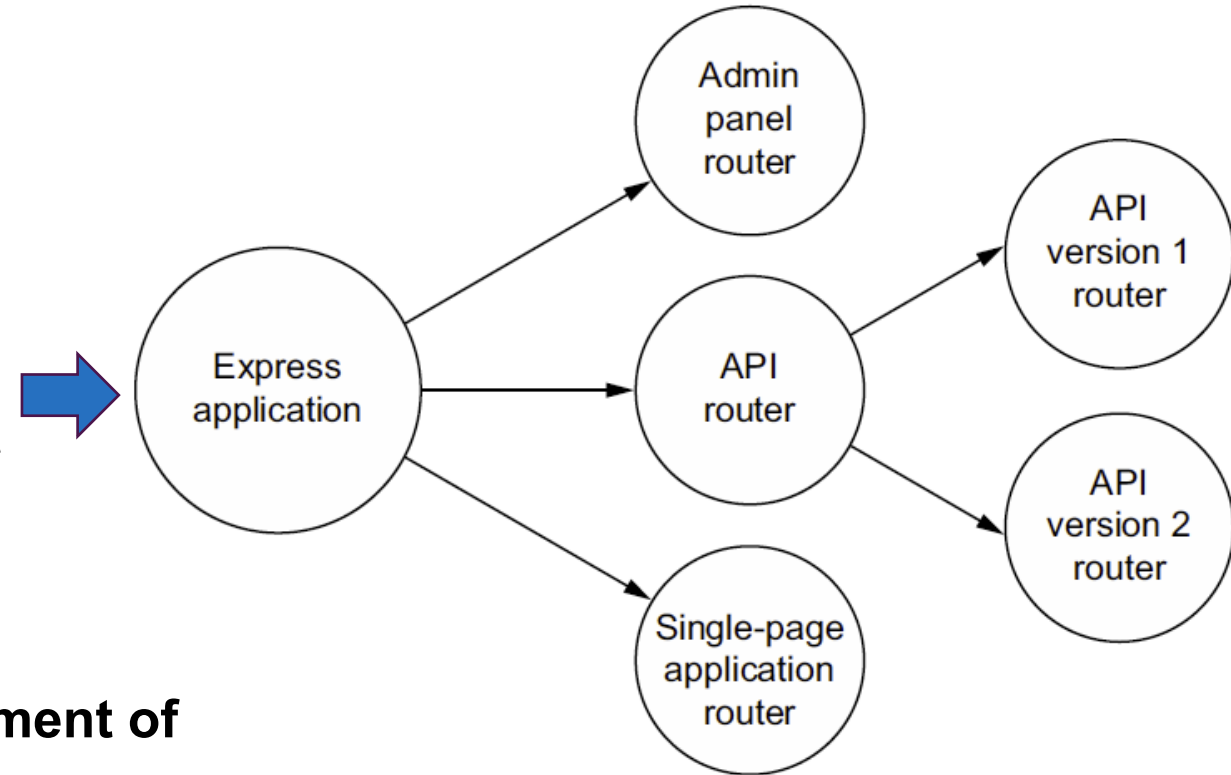 Admin
panel
router
API
version 1
router
Express
application
API
router
API
version 2
router
Single-page
application
router
ment of